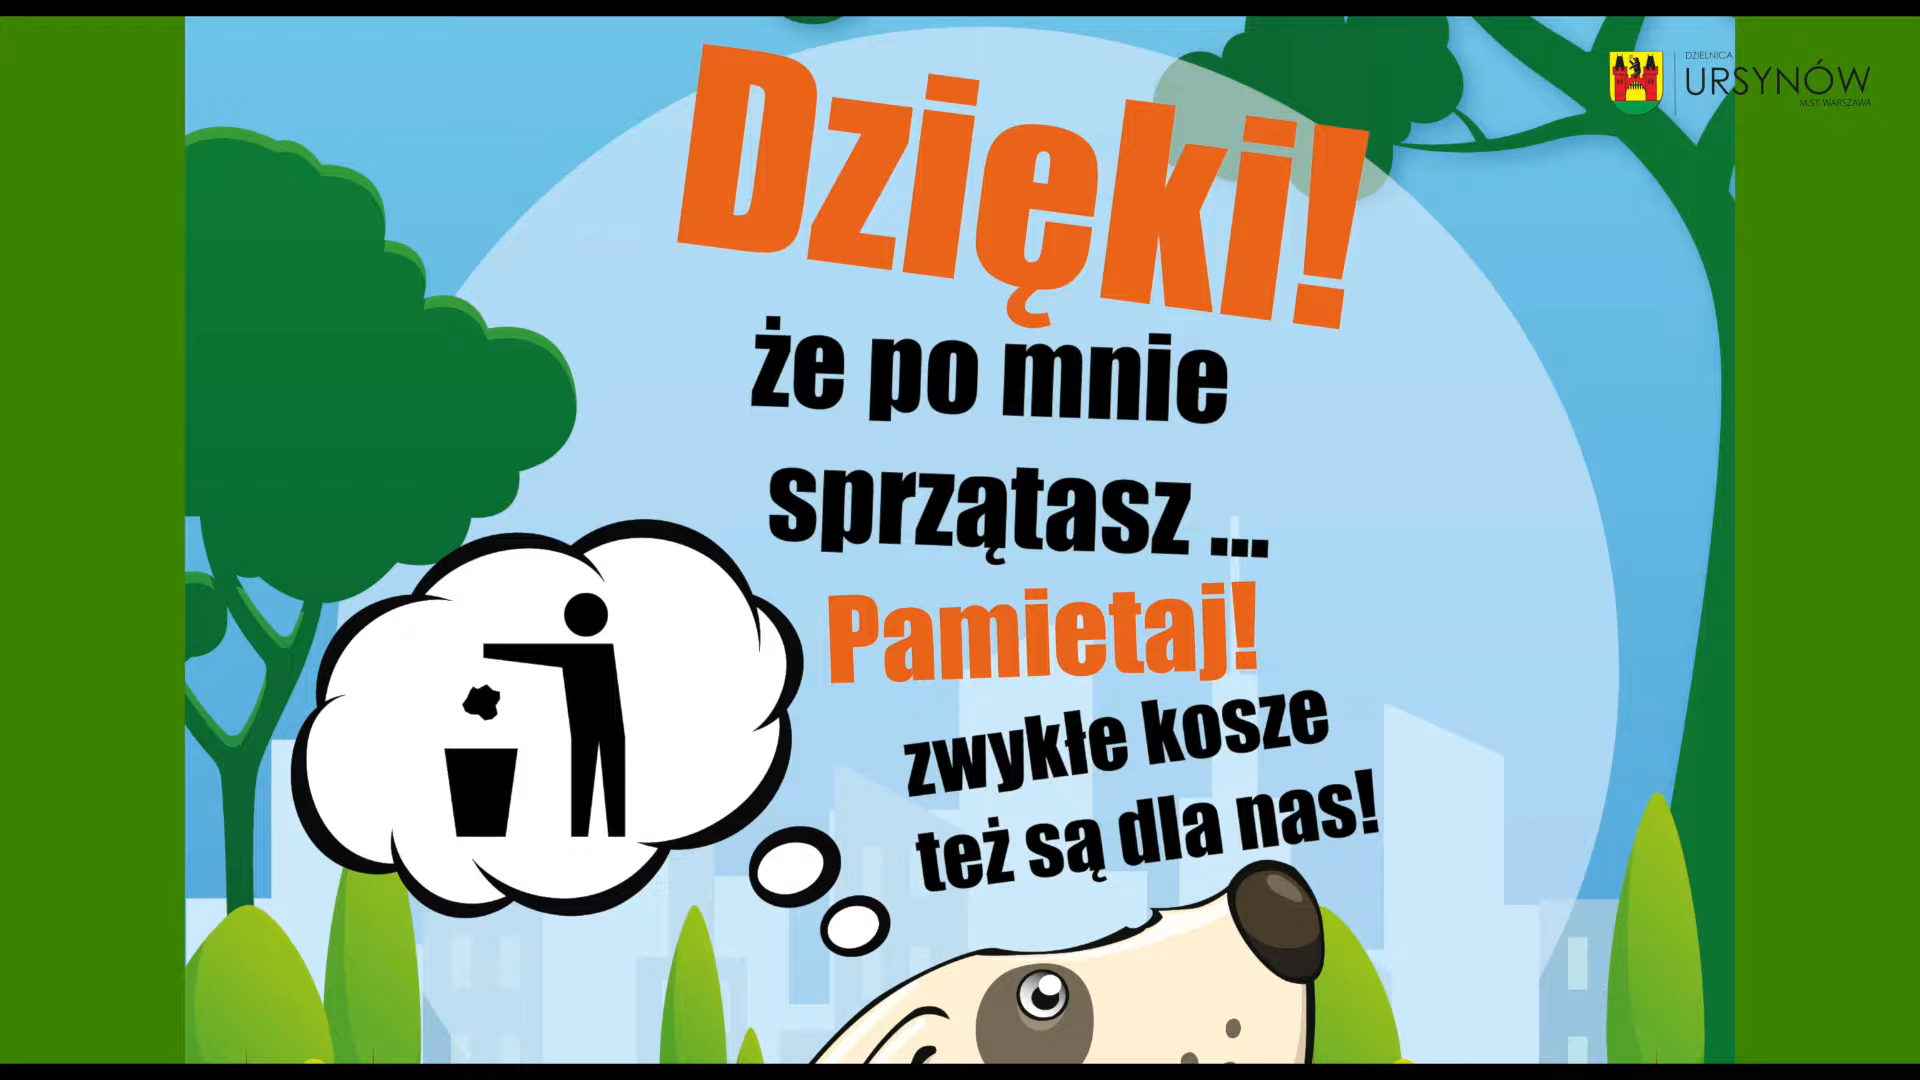 DZIELNICA
URSYNÓW
M.ST. WARSZAWA
Dzięki!
że po mnie
sprzątasz ...
Pamietaj!
zwykłe kosze
też są dla nas!